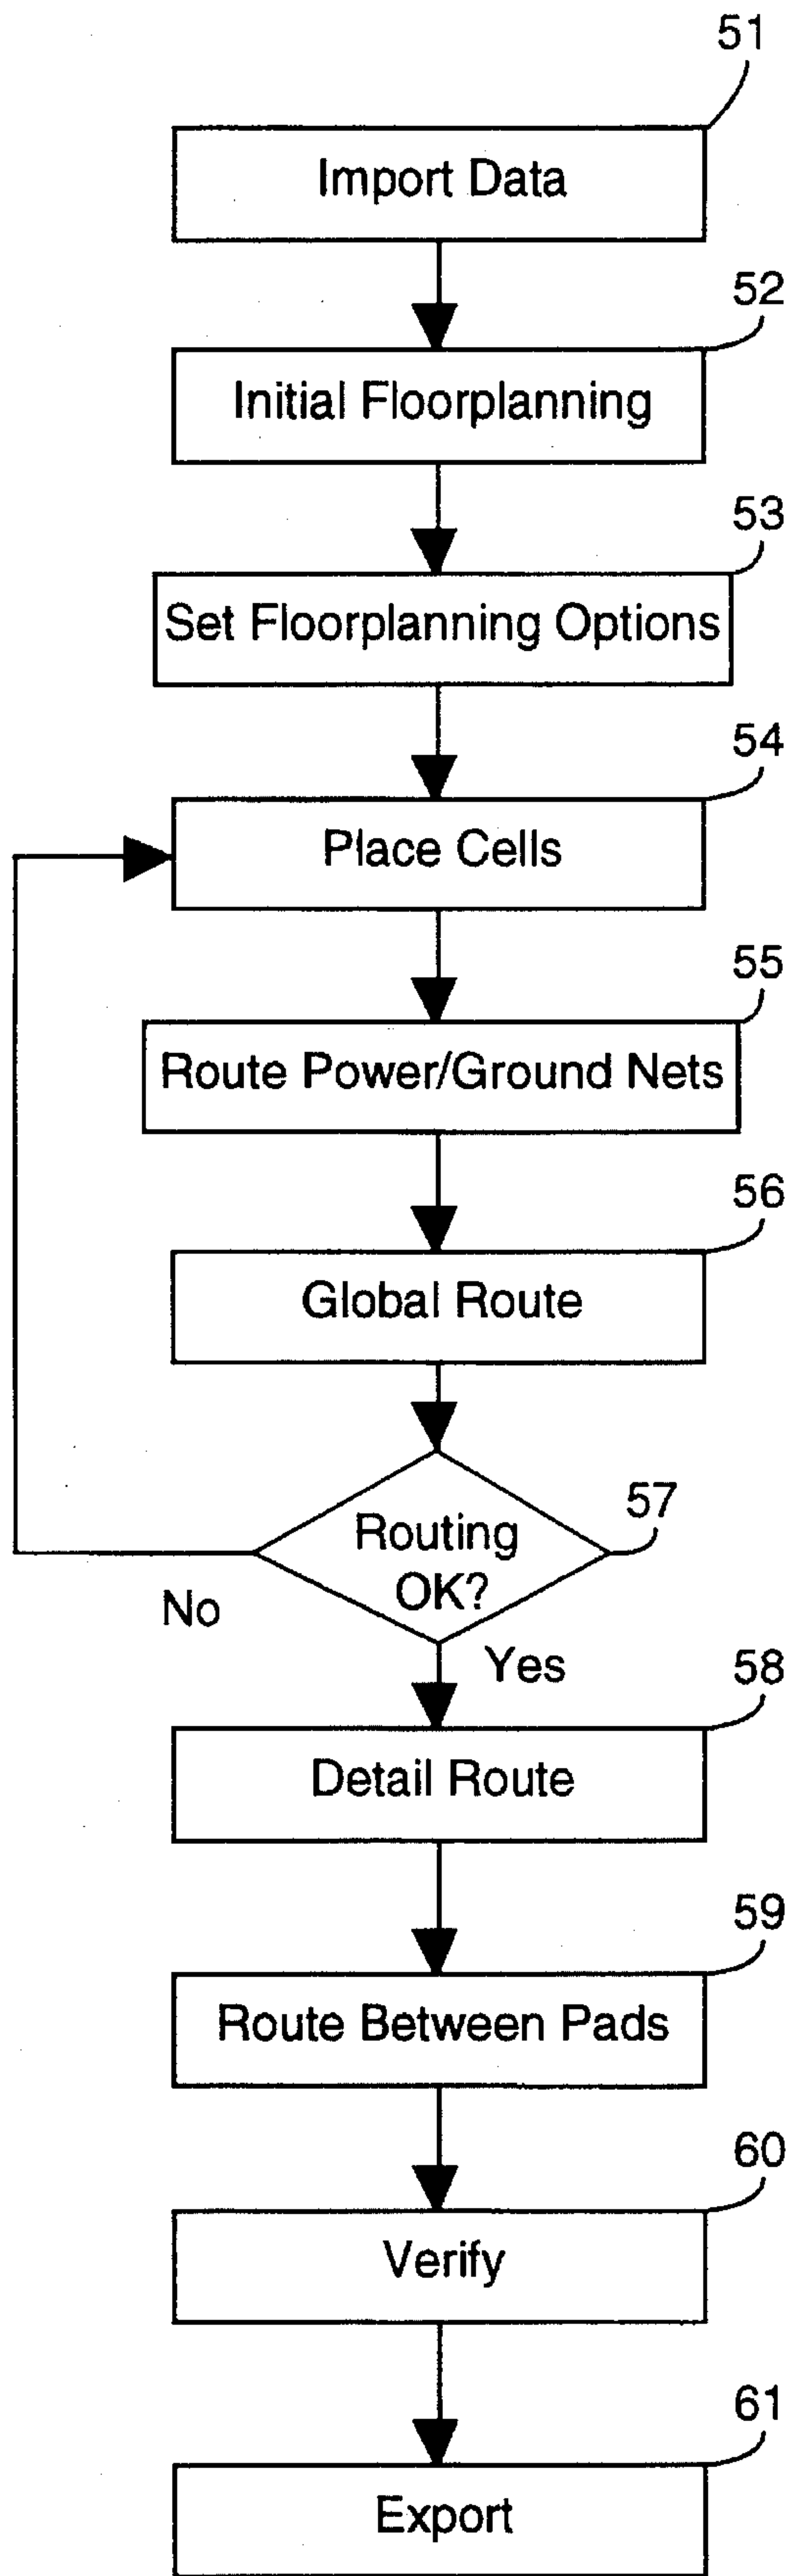 51
Import Data
52
Initial Floorplanning
53
Set Floorplanning Options
54
Place Cells
55
Route Power/Ground Nets
56
Global Route
57
Routing
OK?
No
Yes
58
Detail Route
59
Route Between Pads
60
Verify
61
Export